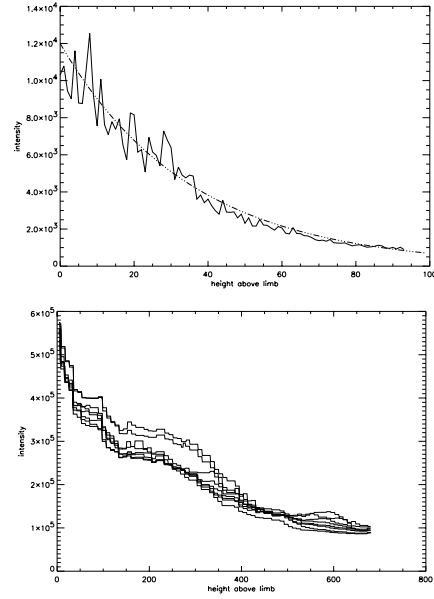 1.4×10⁴
1.2×10⁴
1.0×10⁴
8.0×10³
6.0×10³
4.0×10³
2.0×10³
0
intensity
0 20 40 60 80 100
height above limb
6×10⁵
5×10⁵
4×10⁵
3×10⁵
2×10⁵
1×10⁵
0
intensity
0 200 400 600 800
height above limb